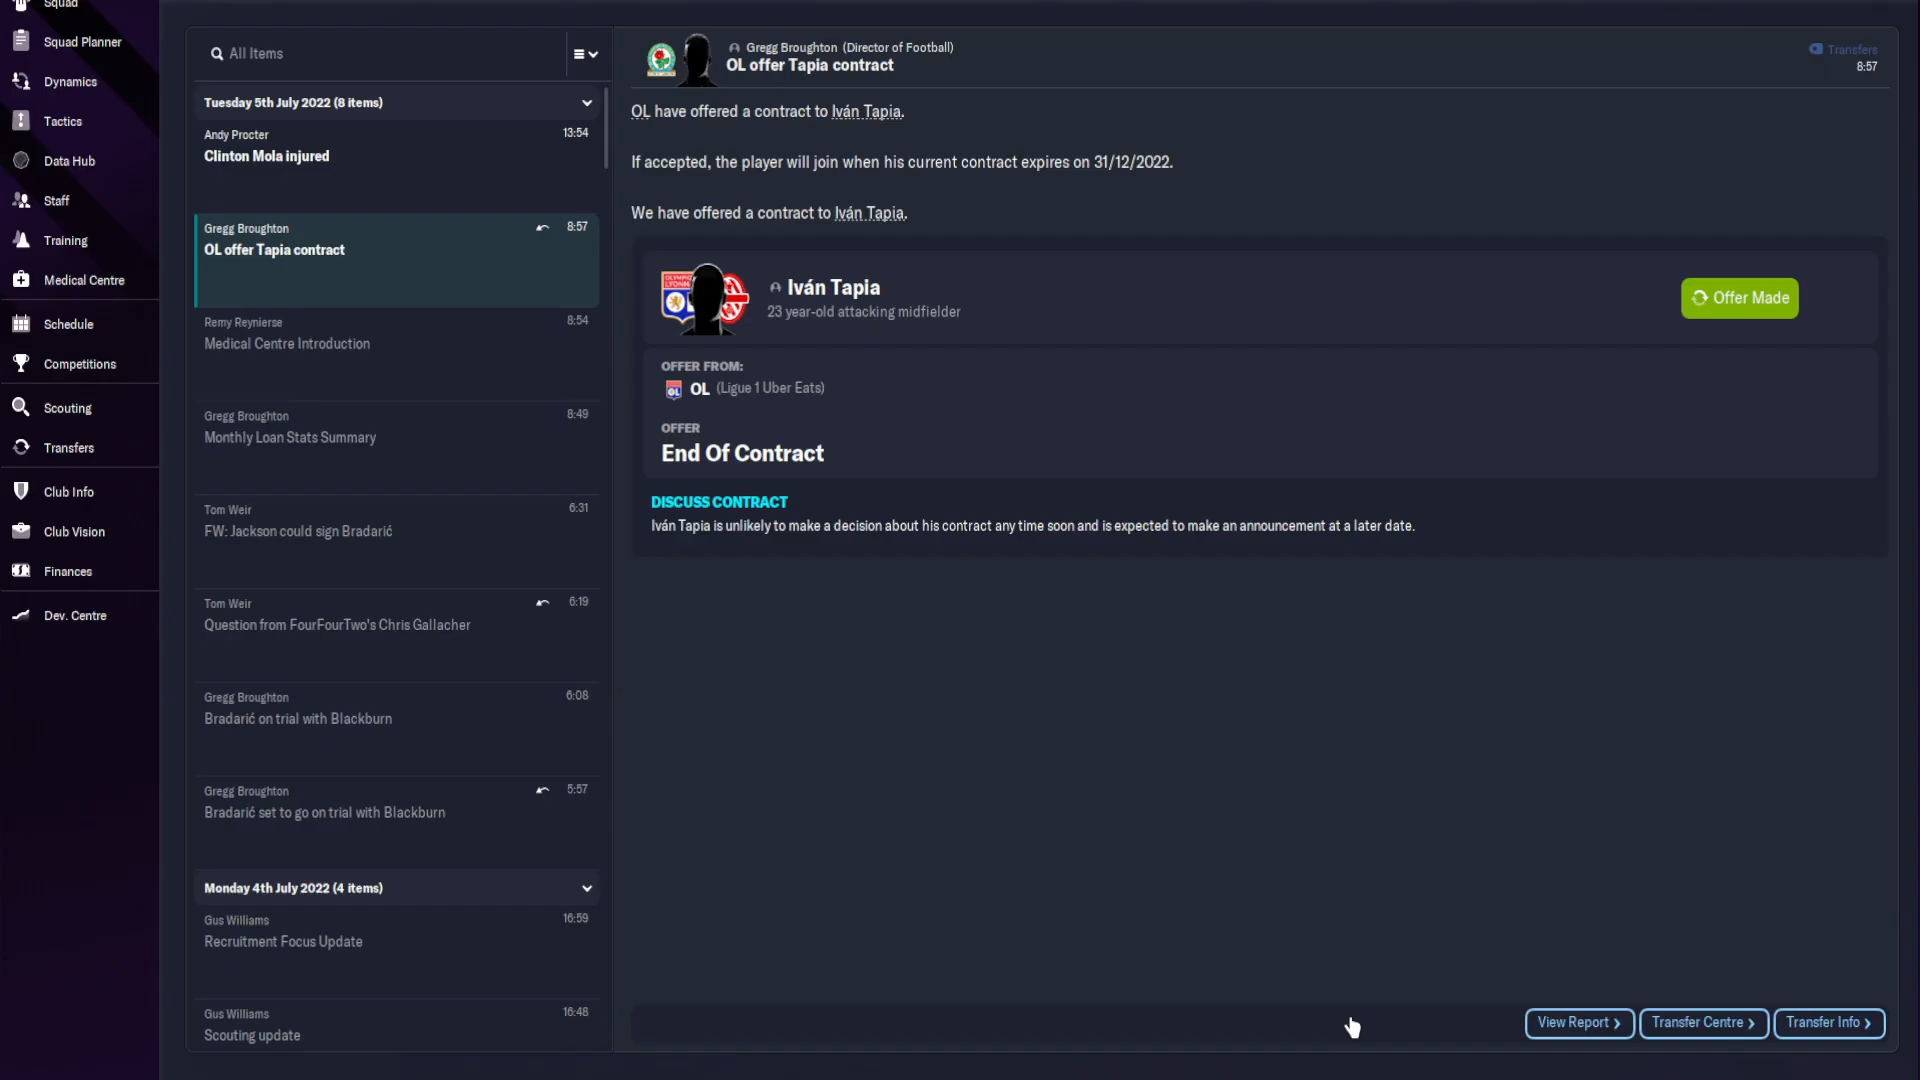 Squad
Squad Planner
Dynamics
Tactics
Data Hub
Staff
Training
Medical Centre
Schedule
Competitions
Scouting
Transfers
Club Info
Club Vision
Finances
Dev. Centre
All Items
Tuesday 5th July 2022 (8 items)
Andy Procter 13:54
Clinton Mola injured
Gregg Broughton 8:57
OL offer Tapia contract
Remy Reynierse 8:54
Medical Centre Introduction
Gregg Broughton 8:49
Monthly Loan Stats Summary
Tom Weir 6:31
FW: Jackson could sign Bradarić
Tom Weir 6:19
Question from FourFourTwo's Chris Gallacher
Gregg Broughton 6:08
Bradarić on trial with Blackburn
Gregg Broughton 5:57
Bradarić set to go on trial with Blackburn
Monday 4th July 2022 (4 items)
Gus Williams 16:59
Recruitment Focus Update
Gus Williams 16:48
Scouting update
Gregg Broughton (Director of Football)
OL offer Tapia contract
Transfers
8:57
OL have offered a contract to Iván Tapia.
If accepted, the player will join when his current contract expires on 31/12/2022.
We have offered a contract to Iván Tapia.
Iván Tapia
23 year-old attacking midfielder
Offer Made
OFFER FROM:
OL (Ligue 1 Uber Eats)
OFFER
End Of Contract
DISCUSS CONTRACT
Iván Tapia is unlikely to make a decision about his contract any time soon and is expected to make an announcement at a later date.
View Report
Transfer Centre
Transfer Info